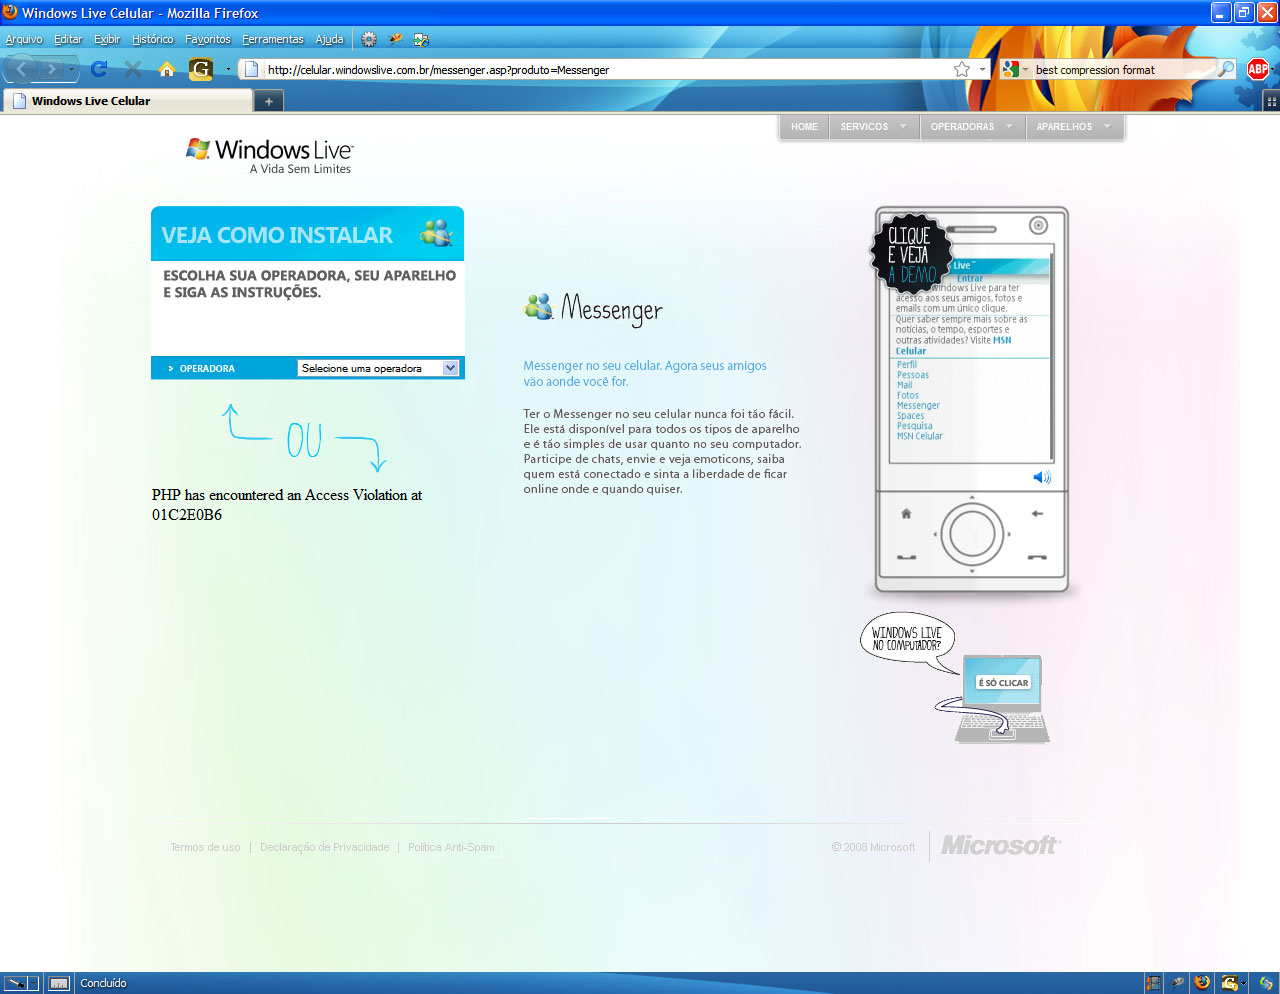 Windows Live Celular - Mozilla Firefox
Arquivo Editar Exibir Histórico Favoritos Ferramentas Ajuda
http://celular.windowslive.com.br/messenger.asp?produto=Messenger
best compression format
ABP
Windows Live Celular
HOME SERVICOS OPERADORAS APARELHOS
Windows Live™
A Vida Sem Limites
VEJA COMO INSTALAR
ESCOLHA SUA OPERADORA, SEU APARELHO
E SIGA AS INSTRUÇÕES.
> OPERADORA Selecione uma operadora
OU
PHP has encountered an Access Violation at
01C2E0B6
Messenger
Messenger no seu celular. Agora seus amigos
vão aonde você for.
Ter o Messenger no seu celular nunca foi tão fácil.
Ele está disponível para todos os tipos de aparelho
e é tão simples de usar quanto no seu computador.
Participe de chats, envie e veja emoticons, saiba
quem está conectado e sinta a liberdade de ficar
online onde e quando quiser.
CLIQUE
E VEJA
A DEMO
Live™
Entrar
Windows Live para ter
acesso aos seus amigos, fotos e
emails com um único clique.
Quer saber sempre mais sobre as
notícias, o tempo, esportes e
outras atividades? Visite MSN
Celular
Perfil
Pessoas
Mail
Fotos
Messenger
Spaces
Pesquisa
MSN Celular
WINDOWS LIVE
NO COMPUTADOR?
É SÓ CLICAR
Termos de uso | Declaração de Privacidade | Política Anti-Spam
© 2008 Microsoft
Microsoft
Concluído